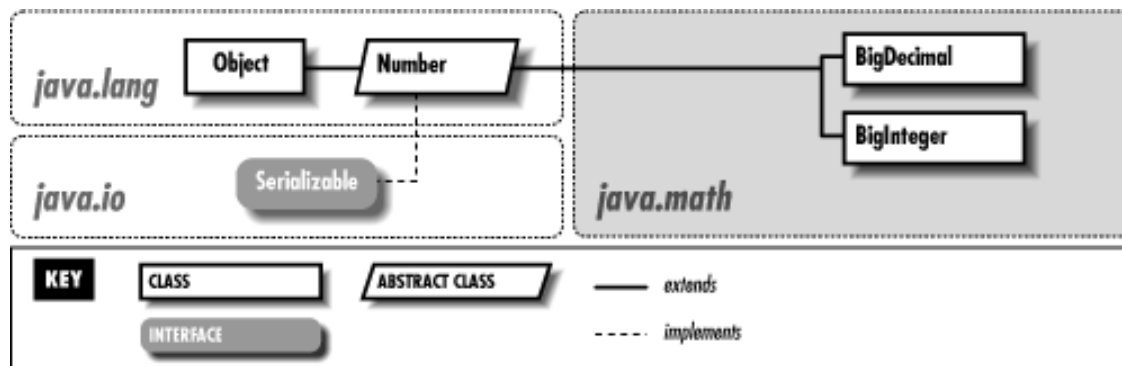 Object
Number
BigDecimal
java.lang
BigInteger
Serializable
java.io
java.math
KEY
CLASS
ABSTRACT CLASS
extends
INTERFACE
implements